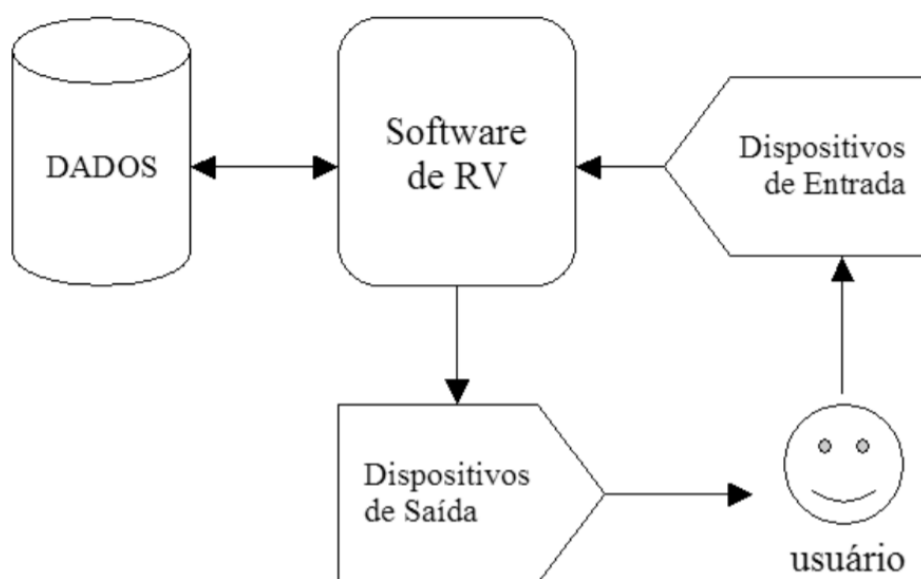 DADOS
Software
de RV
Dispositivos
de Entrada
Dispositivos
de Saída
usuário